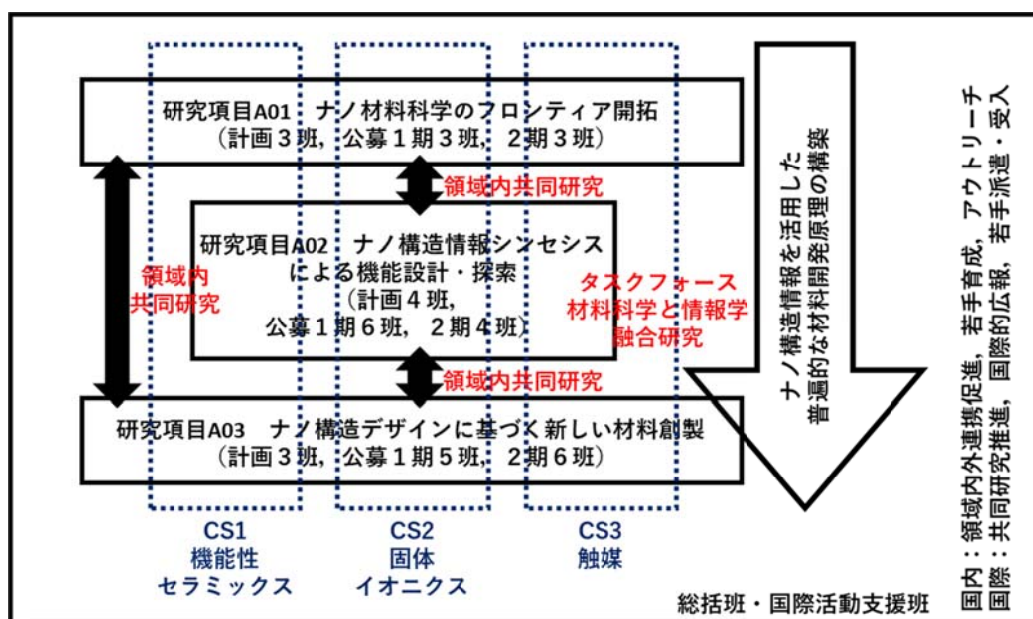 研究項目A01　ナノ材料科学のフロンティア開拓
（計画３班，公募１期３班，２期３班）
領域内共同研究
研究項目A02　ナノ構造情報シンセシス
による機能設計・探索
（計画４班，
公募１期６班，２期４班）
領域内
共同研究
タスクフォース
材料科学と情報学
融合研究
領域内共同研究
研究項目A03　ナノ構造デザインに基づく新しい材料創製
（計画３班，公募１期５班，２期６班）
CS1
機能性
セラミックス
CS2
固体
イオニクス
CS3
触媒
ナノ構造情報を活用した
普遍的な材料開発原理の構築
国内：領域内外連携促進，若手育成，アウトリーチ
国際：共同研究推進，国際的広報，若手派遣・受入
総括班・国際活動支援班